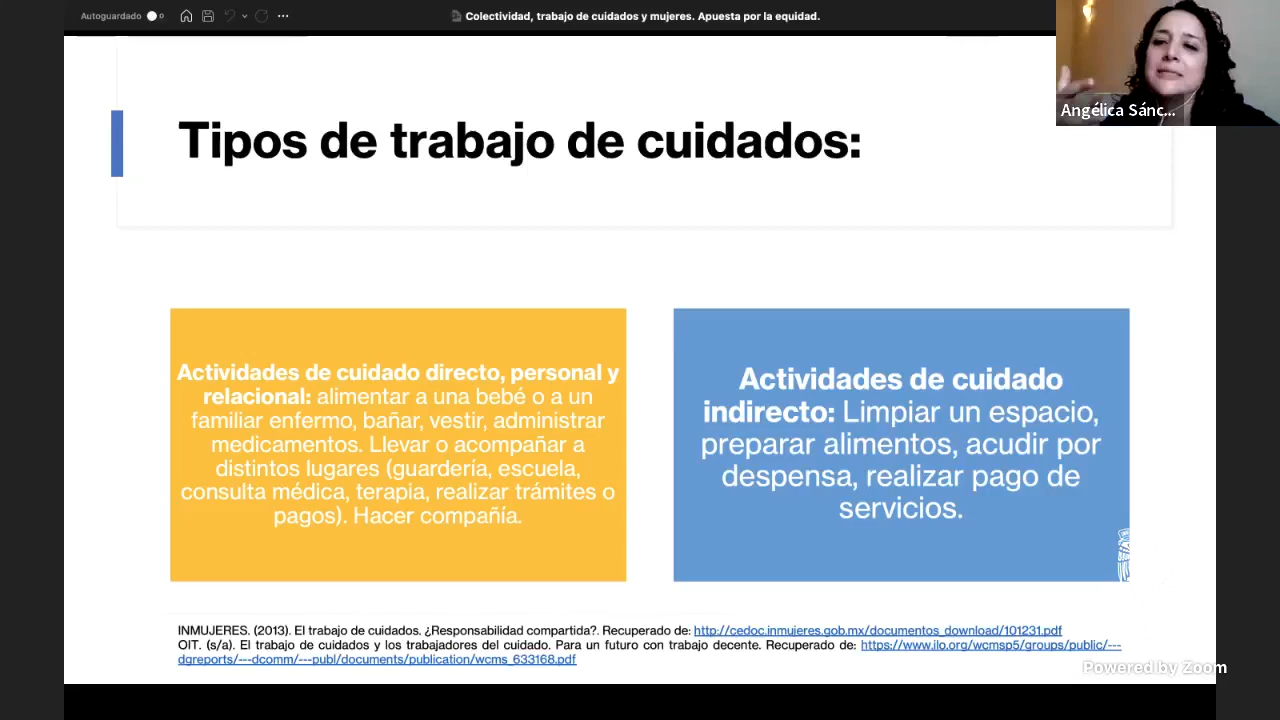 Autoguardado
Colectividad, trabajo de cuidados y mujeres. Apuesta por la equidad.
Angélica Sánc...
Tipos de trabajo de cuidados:
Actividades de cuidado directo, personal y
relacional: alimentar a una bebé o a un
familiar enfermo, bañar, vestir, administrar
medicamentos. Llevar o acompañar a
distintos lugares (guardería, escuela,
consulta médica, terapia, realizar trámites o
pagos). Hacer compañía.
Actividades de cuidado
indirecto: Limpiar un espacio,
preparar alimentos, acudir por
despensa, realizar pago de
servicios.
INMUJERES. (2013). El trabajo de cuidados. ¿Responsabilidad compartida?. Recuperado de: http://cedoc.inmujeres.gob.mx/documentos_download/101231.pdf
OIT. (s/a). El trabajo de cuidados y los trabajadores del cuidado. Para un futuro con trabajo decente. Recuperado de: https://www.ilo.org/wcmsp5/groups/public/---
dgreports/---dcomm/---publ/documents/publication/wcms_633168.pdf
Powered by Zoom